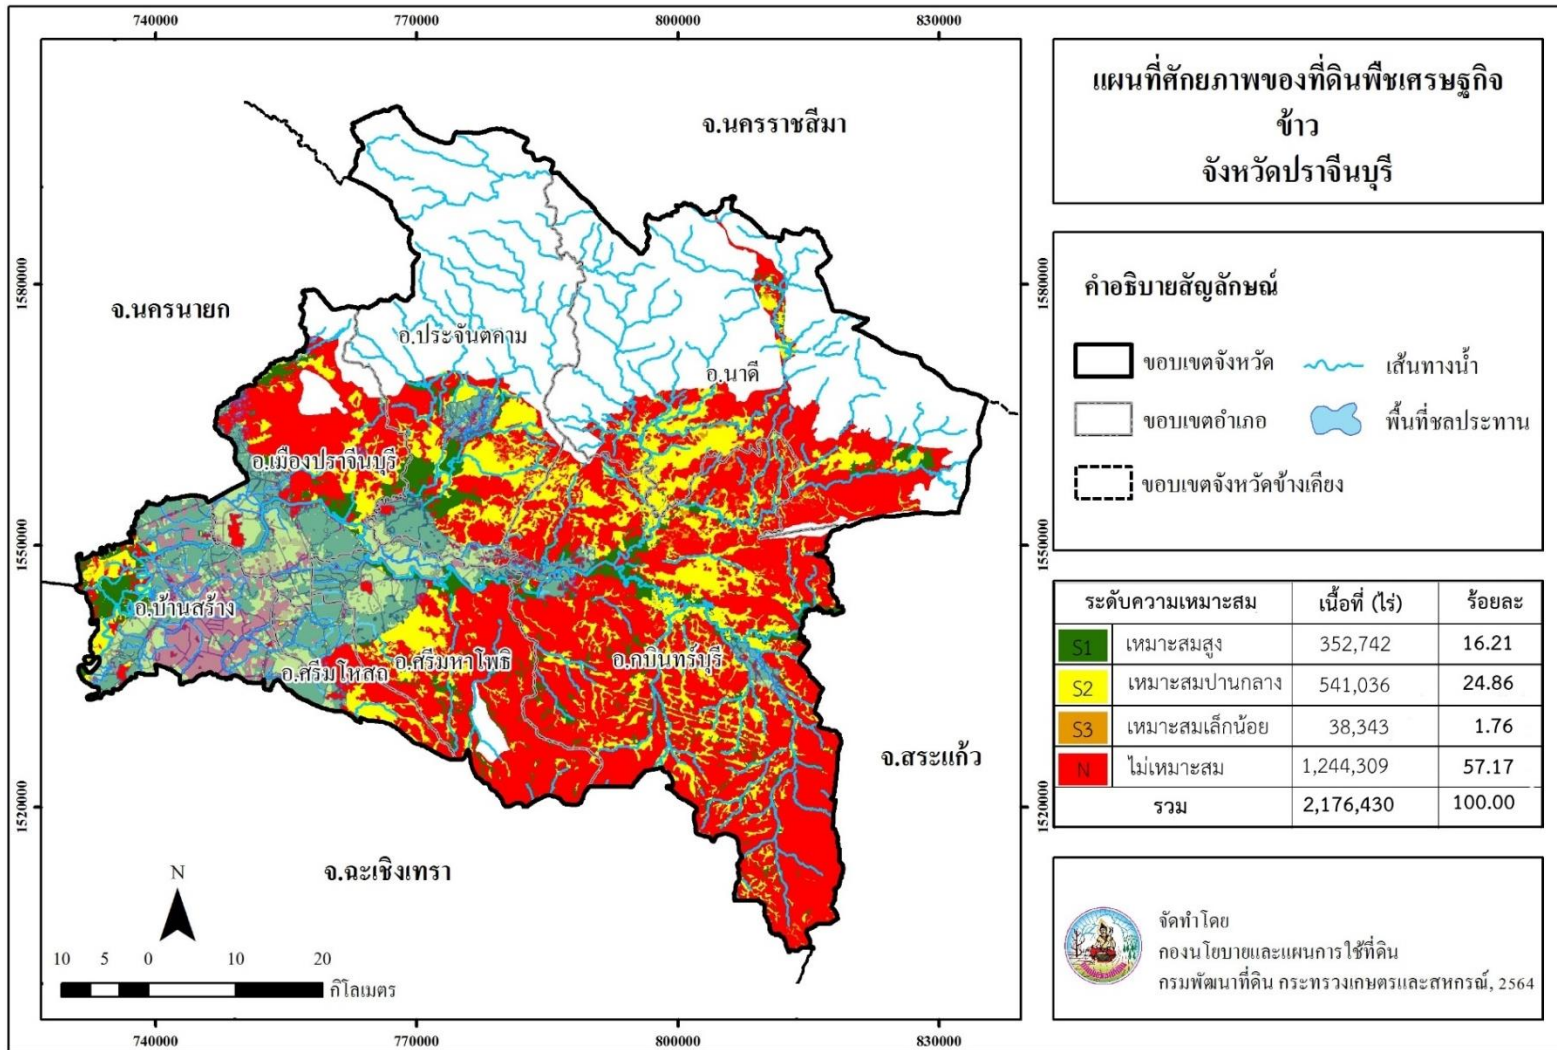 740000
770000
800000
830000
แผนที่ศักยภาพของที่ดินพืชเศรษฐกิจ
ข้าว
จังหวัดปราจีนบุรี
จ.นครราชสีมา
จ.นครนายก
อ.ประจันตคาม
อ.นาดี
อ.เมืองปราจีนบุรี
อ.บ้านสร้าง
อ.ศรีมโหสถ
อ.ศรีมหาโพธิ
อ.กบินทร์บุรี
จ.สระแก้ว
จ.ฉะเชิงเทรา
1580000
1550000
1520000
1580000
1550000
1520000
N
10 5 0 10 20
กิโลเมตร
740000
770000
800000
830000
คำอธิบายสัญลักษณ์
ขอบเขตจังหวัด
เส้นทางน้ำ
ขอบเขตอำเภอ
พื้นที่ชลประทาน
ขอบเขตจังหวัดข้างเคียง
ระดับความเหมาะสม เนื้อที่ (ไร่) ร้อยละ
S1 เหมาะสมสูง 352,742 16.21
S2 เหมาะสมปานกลาง 541,036 24.86
S3 เหมาะสมเล็กน้อย 38,343 1.76
N ไม่เหมาะสม 1,244,309 57.17
รวม 2,176,430 100.00
จัดทำโดย
กองนโยบายและแผนการใช้ที่ดิน
กรมพัฒนาที่ดิน กระทรวงเกษตรและสหกรณ์, 2564